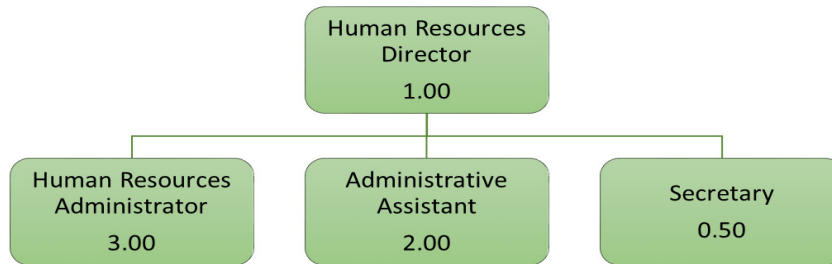 Human Resources
Director
1.00
Human Resources
Administrator
3.00
Administrative
Assistant
2.00
Secretary
0.50